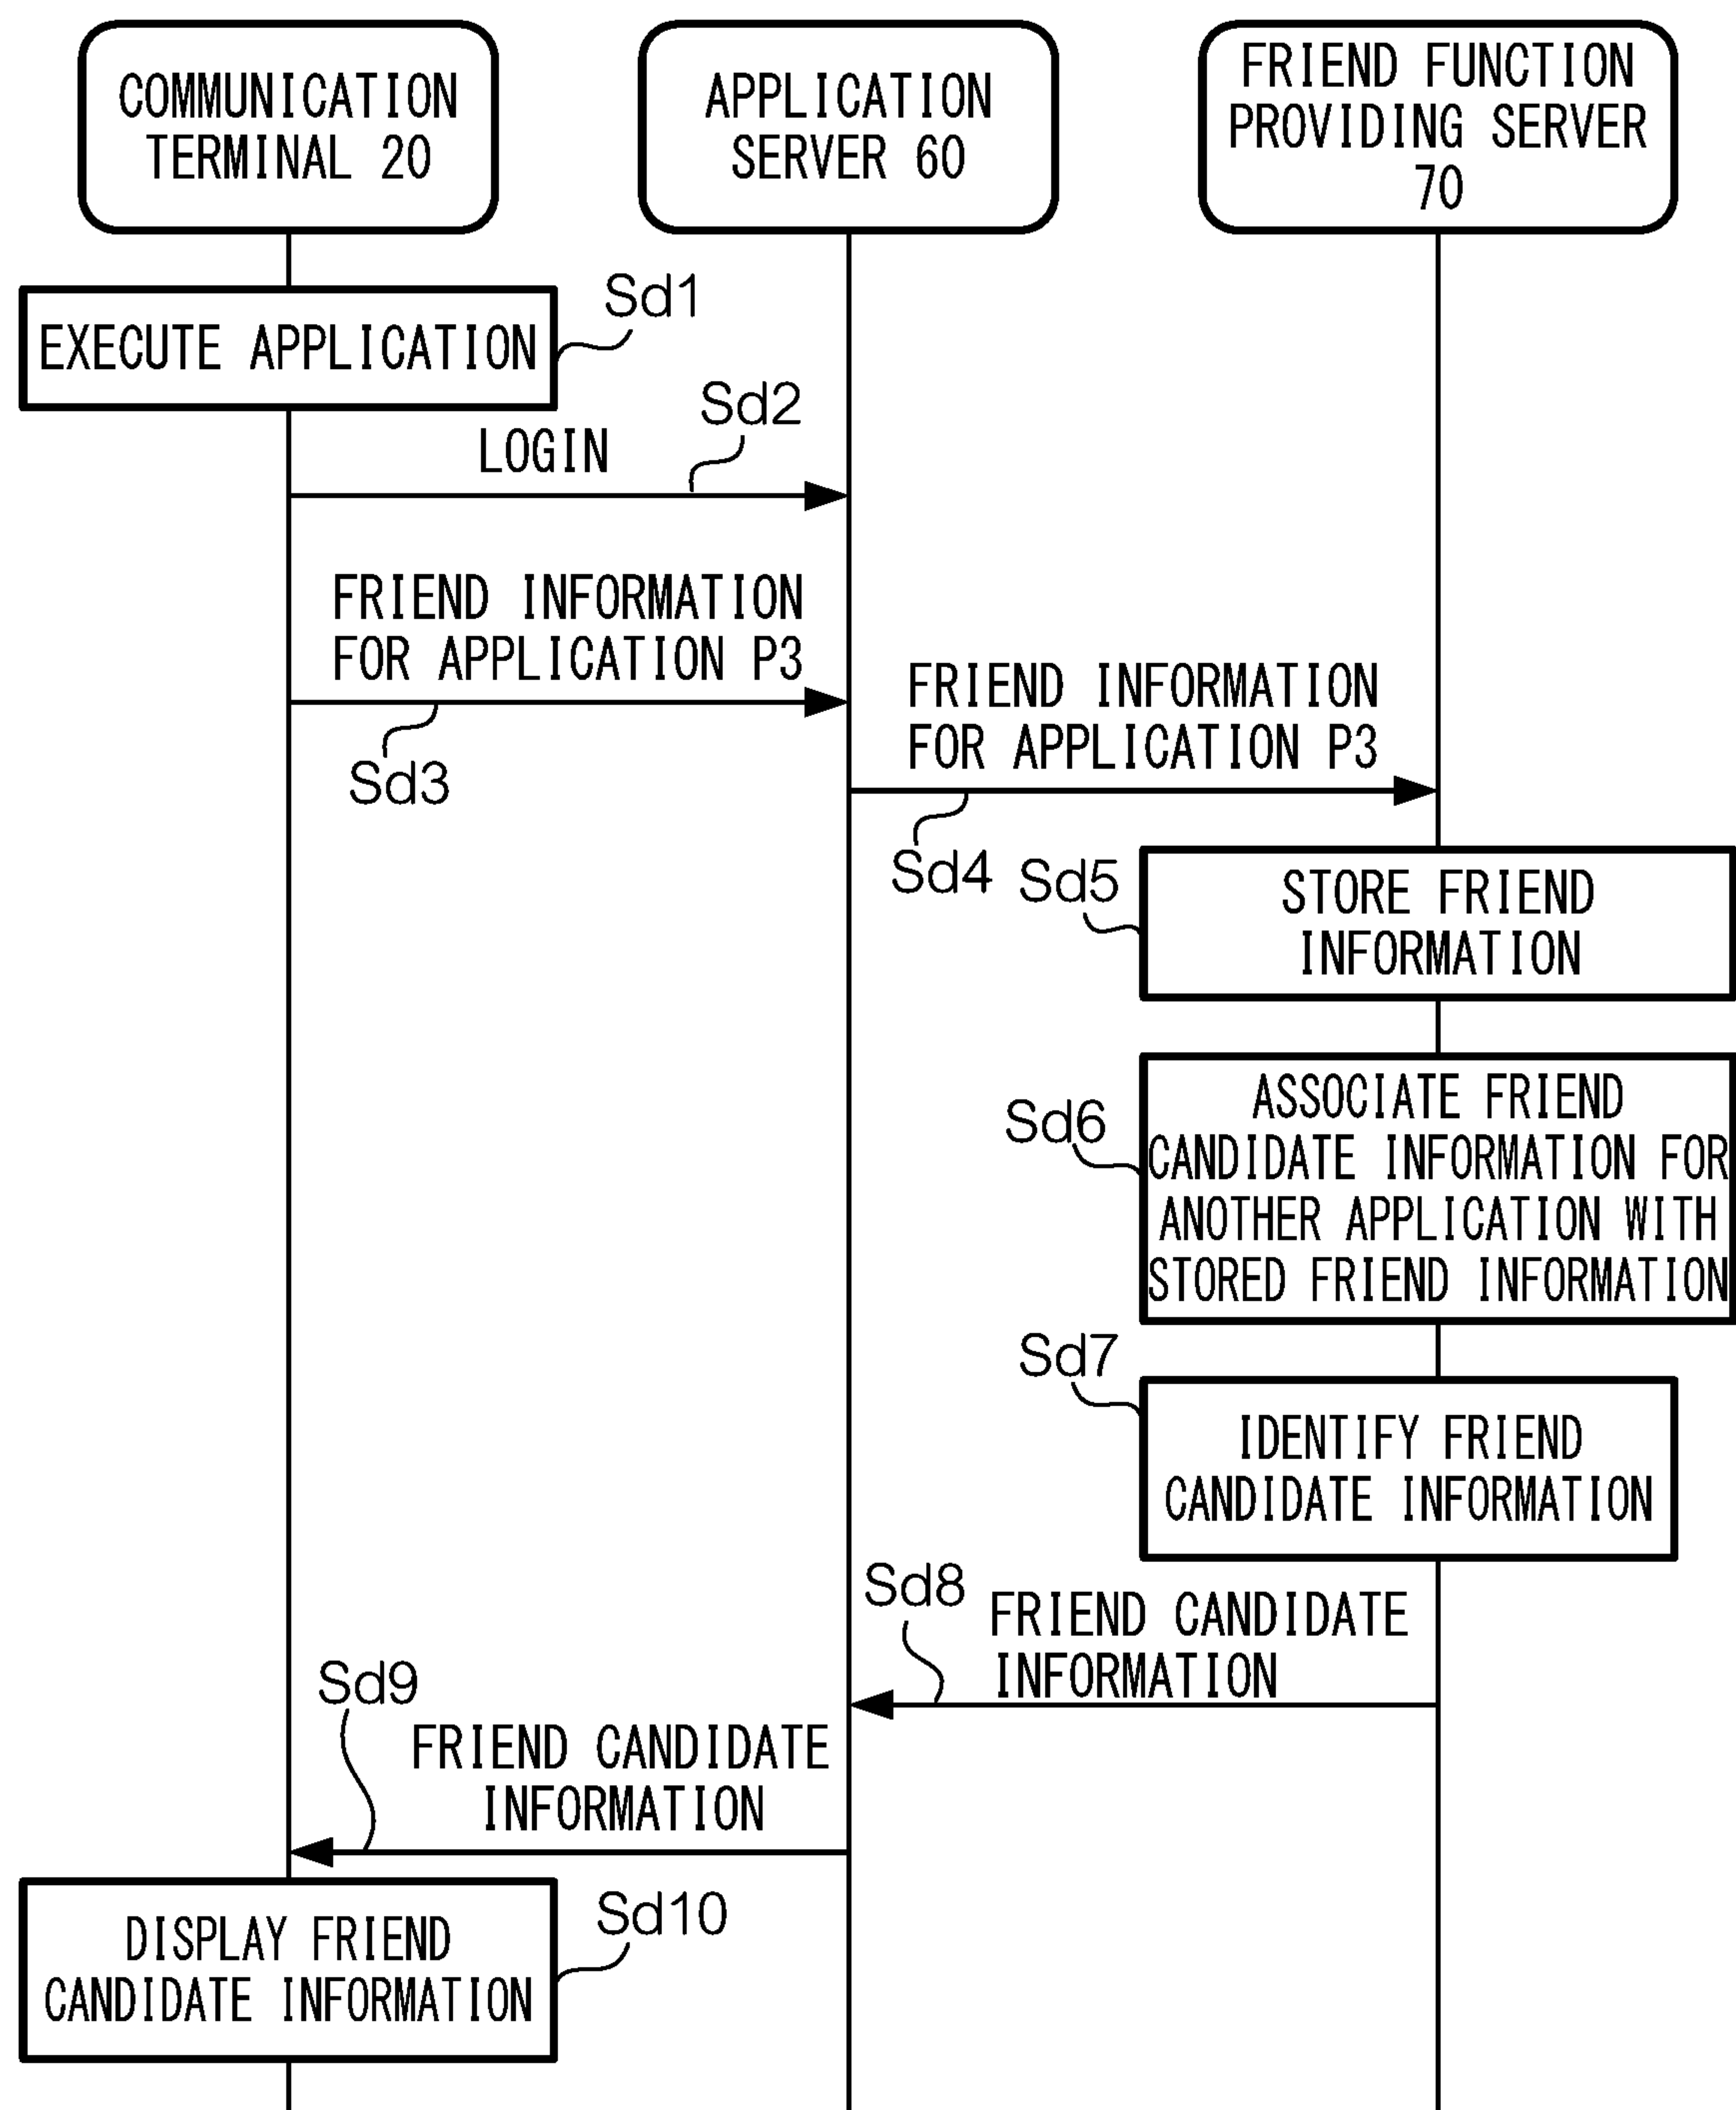 COMMUNICATION
TERMINAL 20
APPLICATION
SERVER 60
FRIEND FUNCTION
PROVIDING SERVER
70
EXECUTE APPLICATION
Sd1
LOGIN
Sd2
FRIEND INFORMATION
FOR APPLICATION P3
Sd3
FRIEND INFORMATION
FOR APPLICATION P3
Sd4
Sd5
STORE FRIEND
INFORMATION
Sd6
ASSOCIATE FRIEND
CANDIDATE INFORMATION FOR
ANOTHER APPLICATION WITH
STORED FRIEND INFORMATION
Sd7
IDENTIFY FRIEND
CANDIDATE INFORMATION
Sd8
FRIEND CANDIDATE
INFORMATION
Sd9
FRIEND CANDIDATE
INFORMATION
DISPLAY FRIEND
CANDIDATE INFORMATION
Sd10